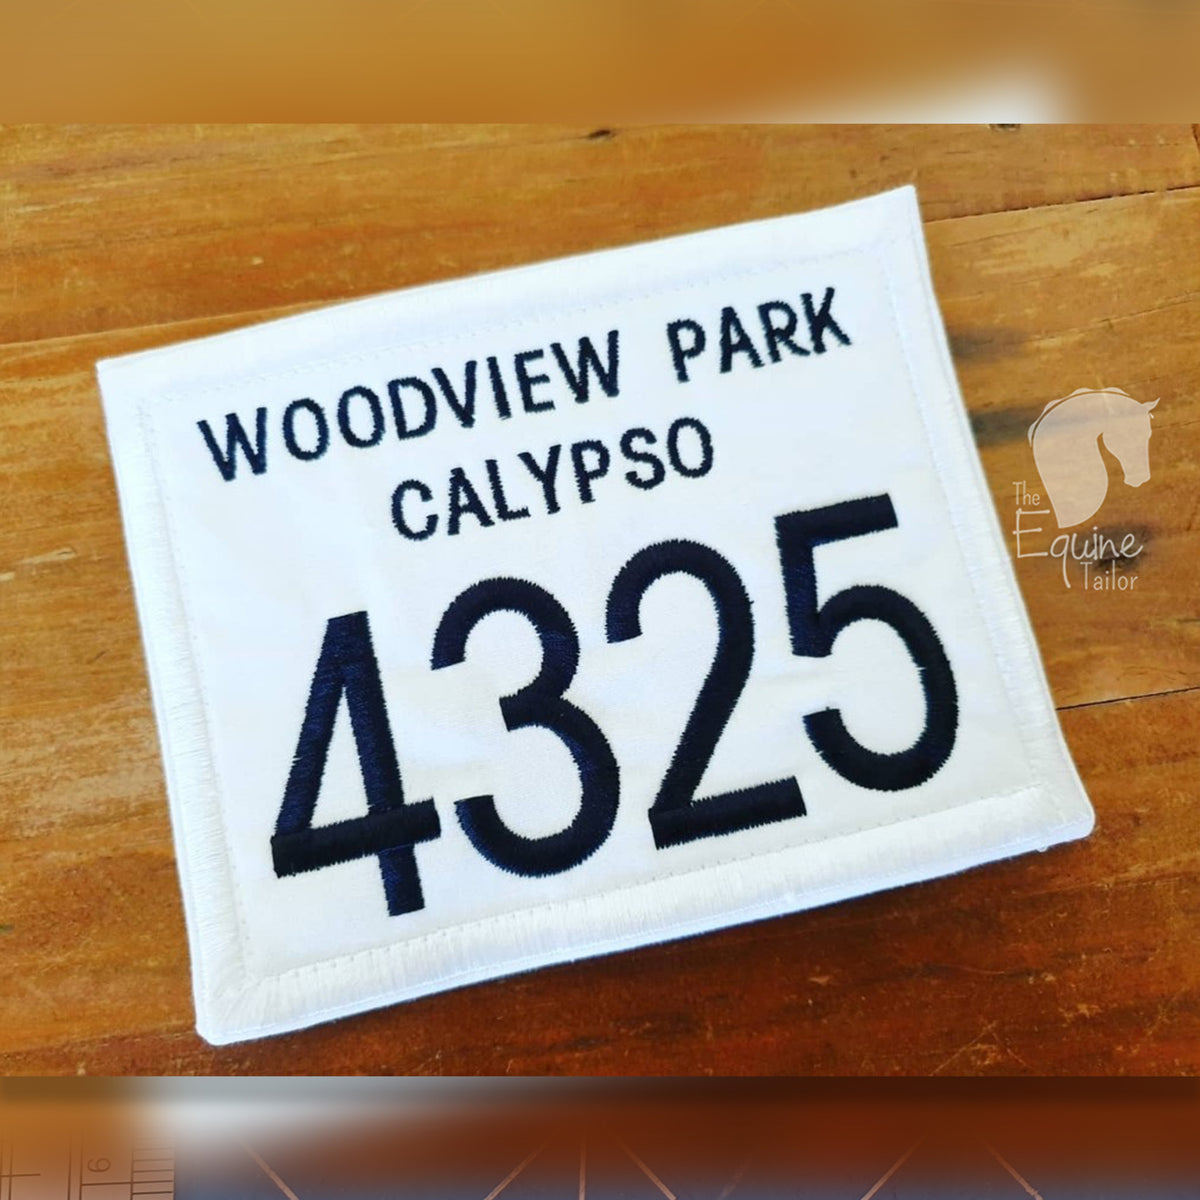 WOODVIEW PARK
CALYPSO
4325
The
Equine
Tailor